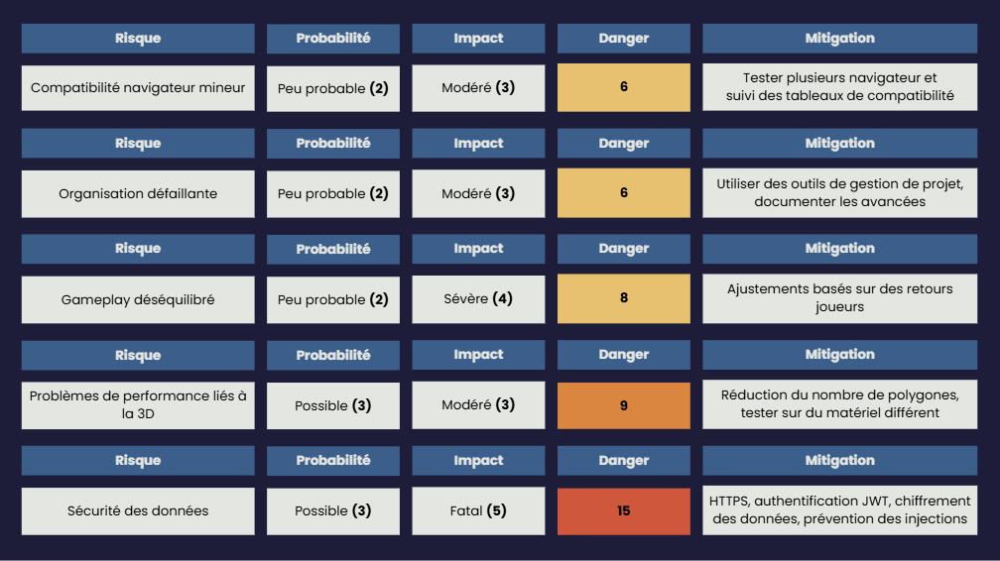 Risque Probabilité Impact Danger Mitigation
Compatibilité navigateur mineur Peu probable (2) Modéré (3) 6 Tester plusieurs navigateur et
suivi des tableaux de compatibilité
Risque Probabilité Impact Danger Mitigation
Organisation défaillante Peu probable (2) Modéré (3) 6 Utiliser des outils de gestion de projet,
documenter les avancées
Risque Probabilité Impact Danger Mitigation
Gameplay déséquilibré Peu probable (2) Sévère (4) 8 Ajustements basés sur des retours
joueurs
Risque Probabilité Impact Danger Mitigation
Problèmes de performance liés à
la 3D
Possible (3) Modéré (3) 9 Réduction du nombre de polygones,
tester sur du matériel différent
Risque Probabilité Impact Danger Mitigation
Sécurité des données Possible (3) Fatal (5) 15 HTTPS, authentification JWT, chiffrement
des données, prévention des injections